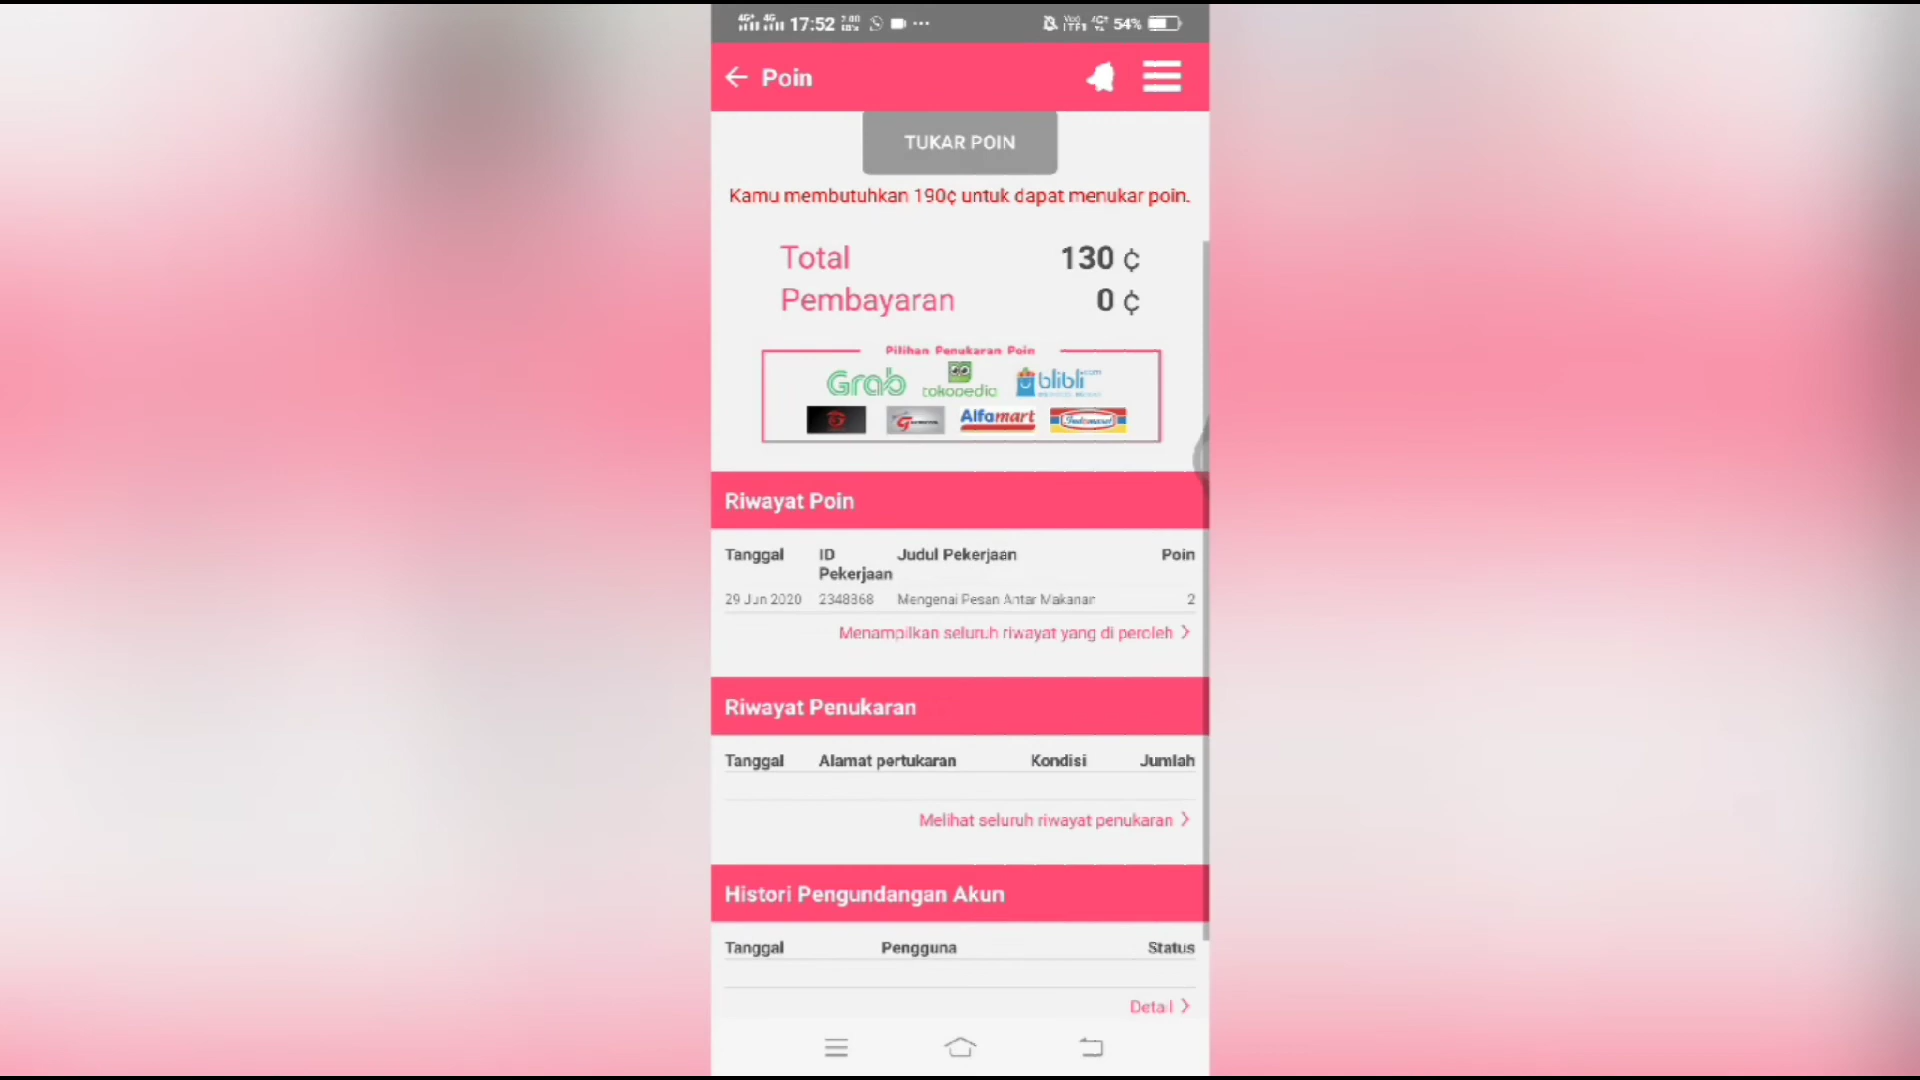 17:52 54%
Poin
TUKAR POIN
Kamu membutuhkan 190¢ untuk dapat menukar poin.
Total 130 ¢
Pembayaran 0 ¢
Pilihan Penukaran Poin
Grab tokopedia blibli.com
Alfamart Indomaret
Riwayat Poin
Tanggal ID Pekerjaan Judul Pekerjaan Poin
29 Jun 2020 2348368 Mengenai Pesan Antar Makanan 2
Menampilkan seluruh riwayat yang di peroleh >
Riwayat Penukaran
Tanggal Alamat pertukaran Kondisi Jumlah
Melihat seluruh riwayat penukaran >
Histori Pengundangan Akun
Tanggal Pengguna Status
Detail >